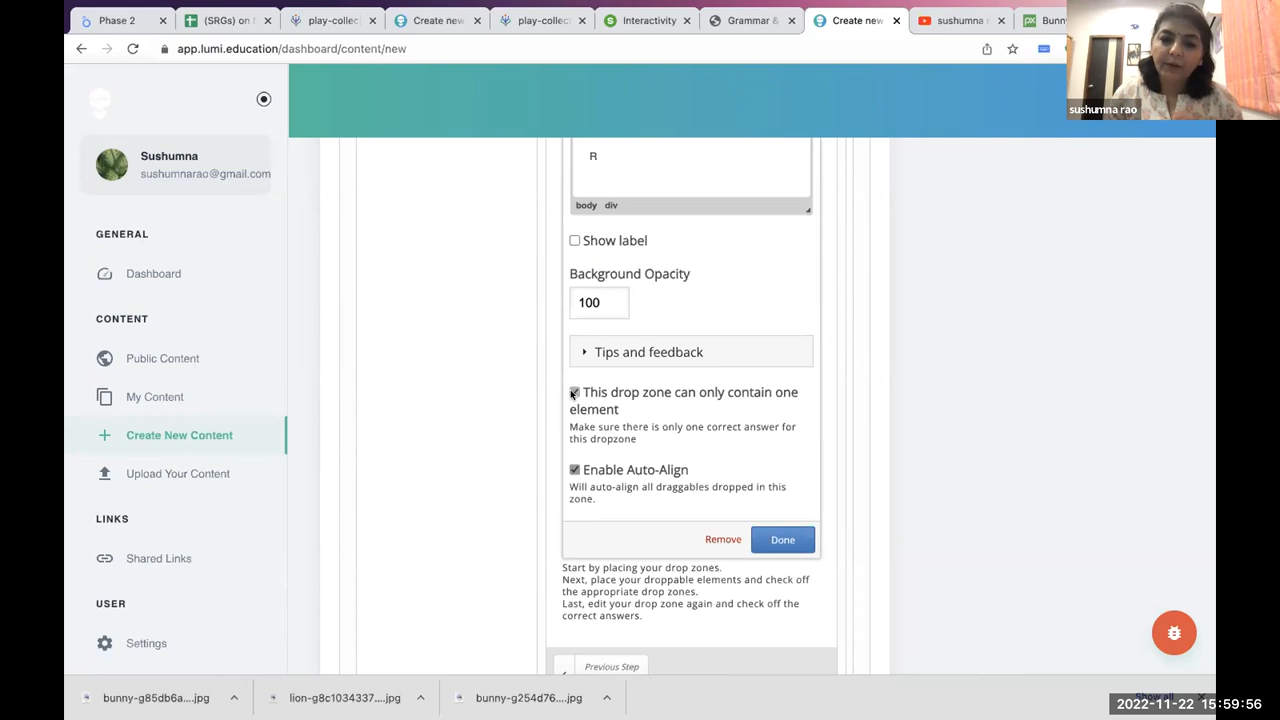 Phase 2
(SRGs) on
play-collec
Create new
play-collec
Interactivity
Grammar &
Create new
sushumna r
Bunn
app.lumi.education/dashboard/content/new
sushumna rao
Sushumna
sushumnarao@gmail.com
GENERAL
Dashboard
CONTENT
Public Content
My Content
Create New Content
Upload Your Content
LINKS
Shared Links
USER
Settings
R
body div
Show label
Background Opacity
100
Tips and feedback
This drop zone can only contain one
element
Make sure there is only one correct answer for
this dropzone
Enable Auto-Align
Will auto-align all draggables dropped in this
zone.
Remove
Done
Start by placing your drop zones.
Next, place your droppable elements and check off
the appropriate drop zones.
Last, edit your drop zone again and check off the
correct answers.
Previous Step
bunny-g85db6a....jpg
lion-g8c1034337....jpg
bunny-g254d76....jpg
Show all
2022-11-22 15:59:56